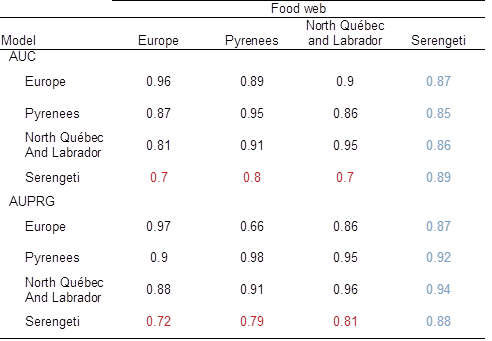 Food web
Model Europe Pyrenees North Québec and Labrador Serengeti
AUC
Europe 0.96 0.89 0.9 0.87
Pyrenees 0.87 0.95 0.86 0.85
North Québec And Labrador 0.81 0.91 0.95 0.86
Serengeti 0.7 0.8 0.7 0.89
AUPRG
Europe 0.97 0.66 0.86 0.87
Pyrenees 0.9 0.98 0.95 0.92
North Québec And Labrador 0.88 0.91 0.96 0.94
Serengeti 0.72 0.79 0.81 0.88